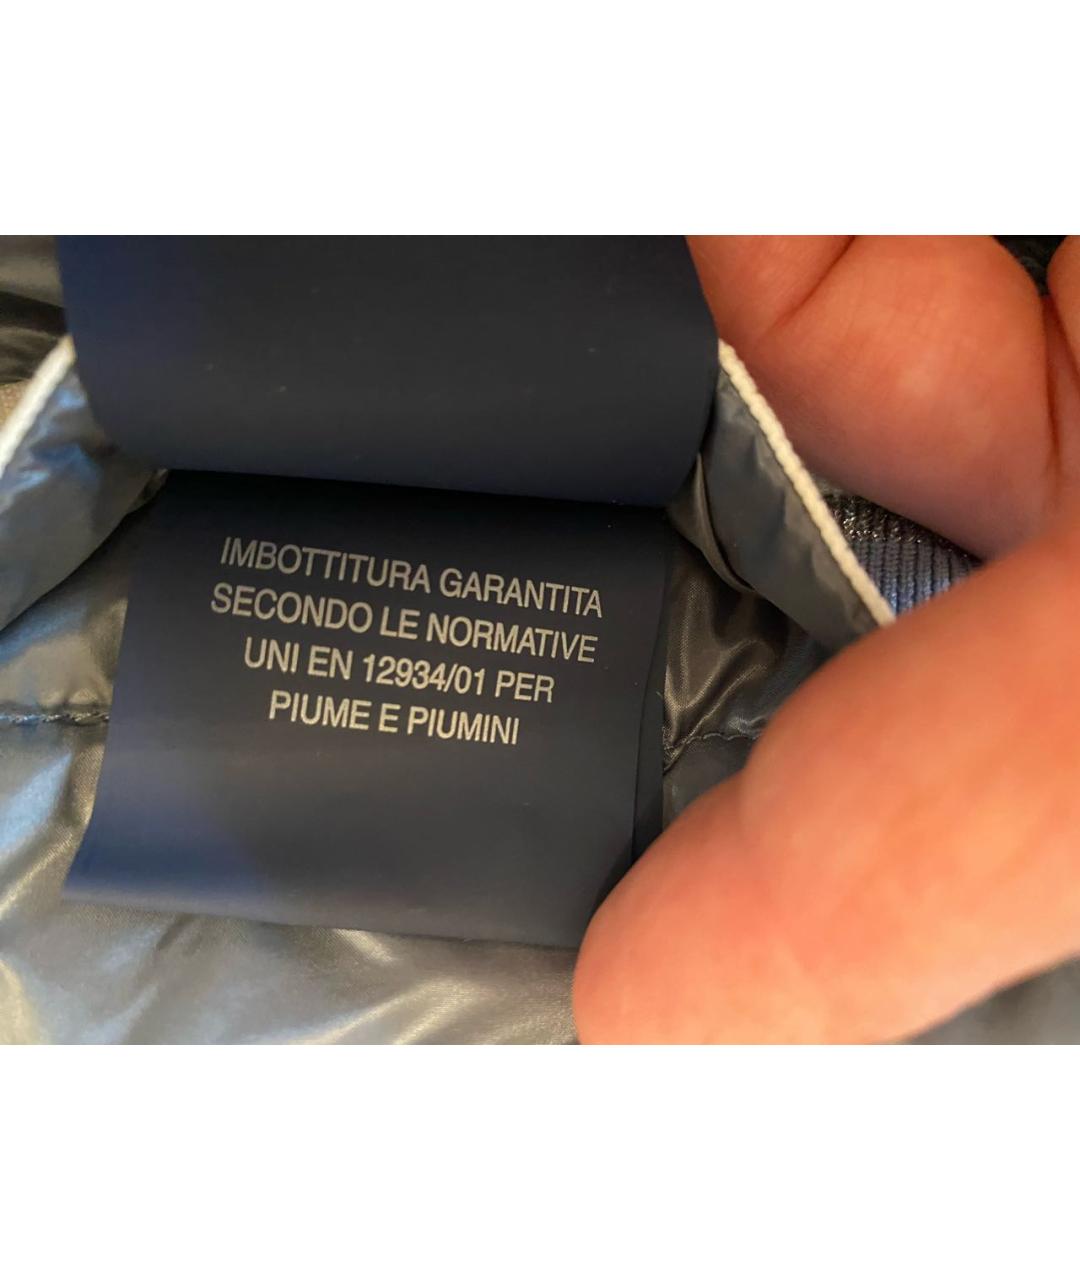 IMBOTTITURA GARANTITA
SECONDO LE NORMATIVE
UNI EN 12934/01 PER
PIUME E PIUMINI